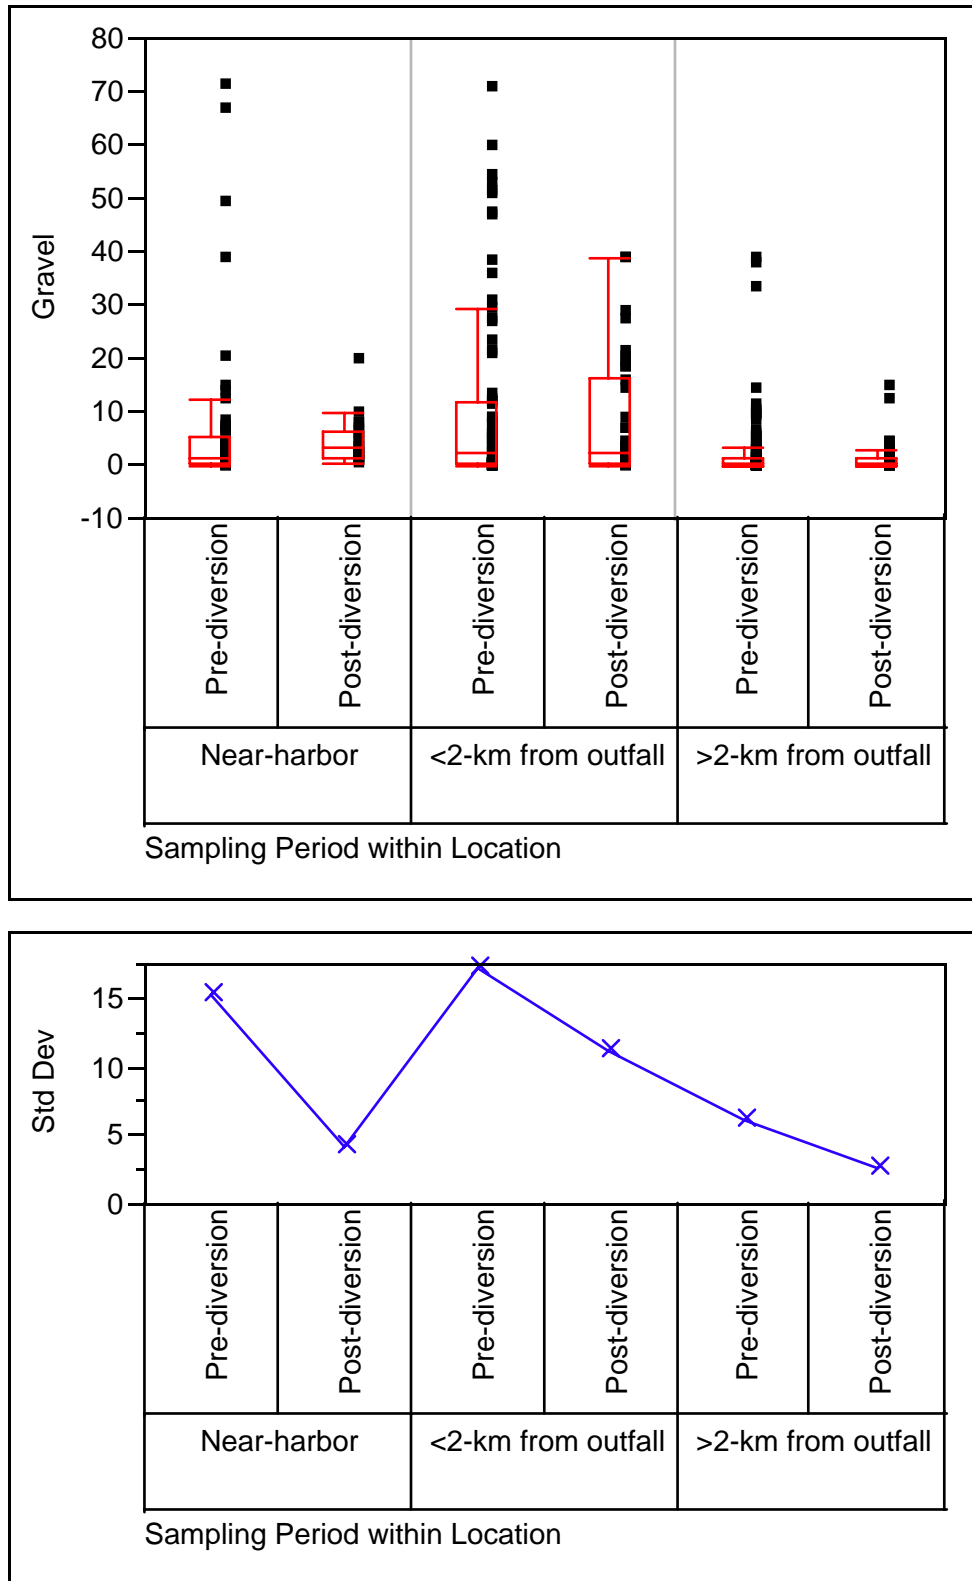 80
70
60
50
40
30
20
10
0
-10
Gravel
Pre-diversion
Post-diversion
Pre-diversion
Post-diversion
Pre-diversion
Post-diversion
Near-harbor
<2-km from outfall
>2-km from outfall
Sampling Period within Location
15
10
5
0
Std Dev
Pre-diversion
Post-diversion
Pre-diversion
Post-diversion
Pre-diversion
Post-diversion
Near-harbor
<2-km from outfall
>2-km from outfall
Sampling Period within Location